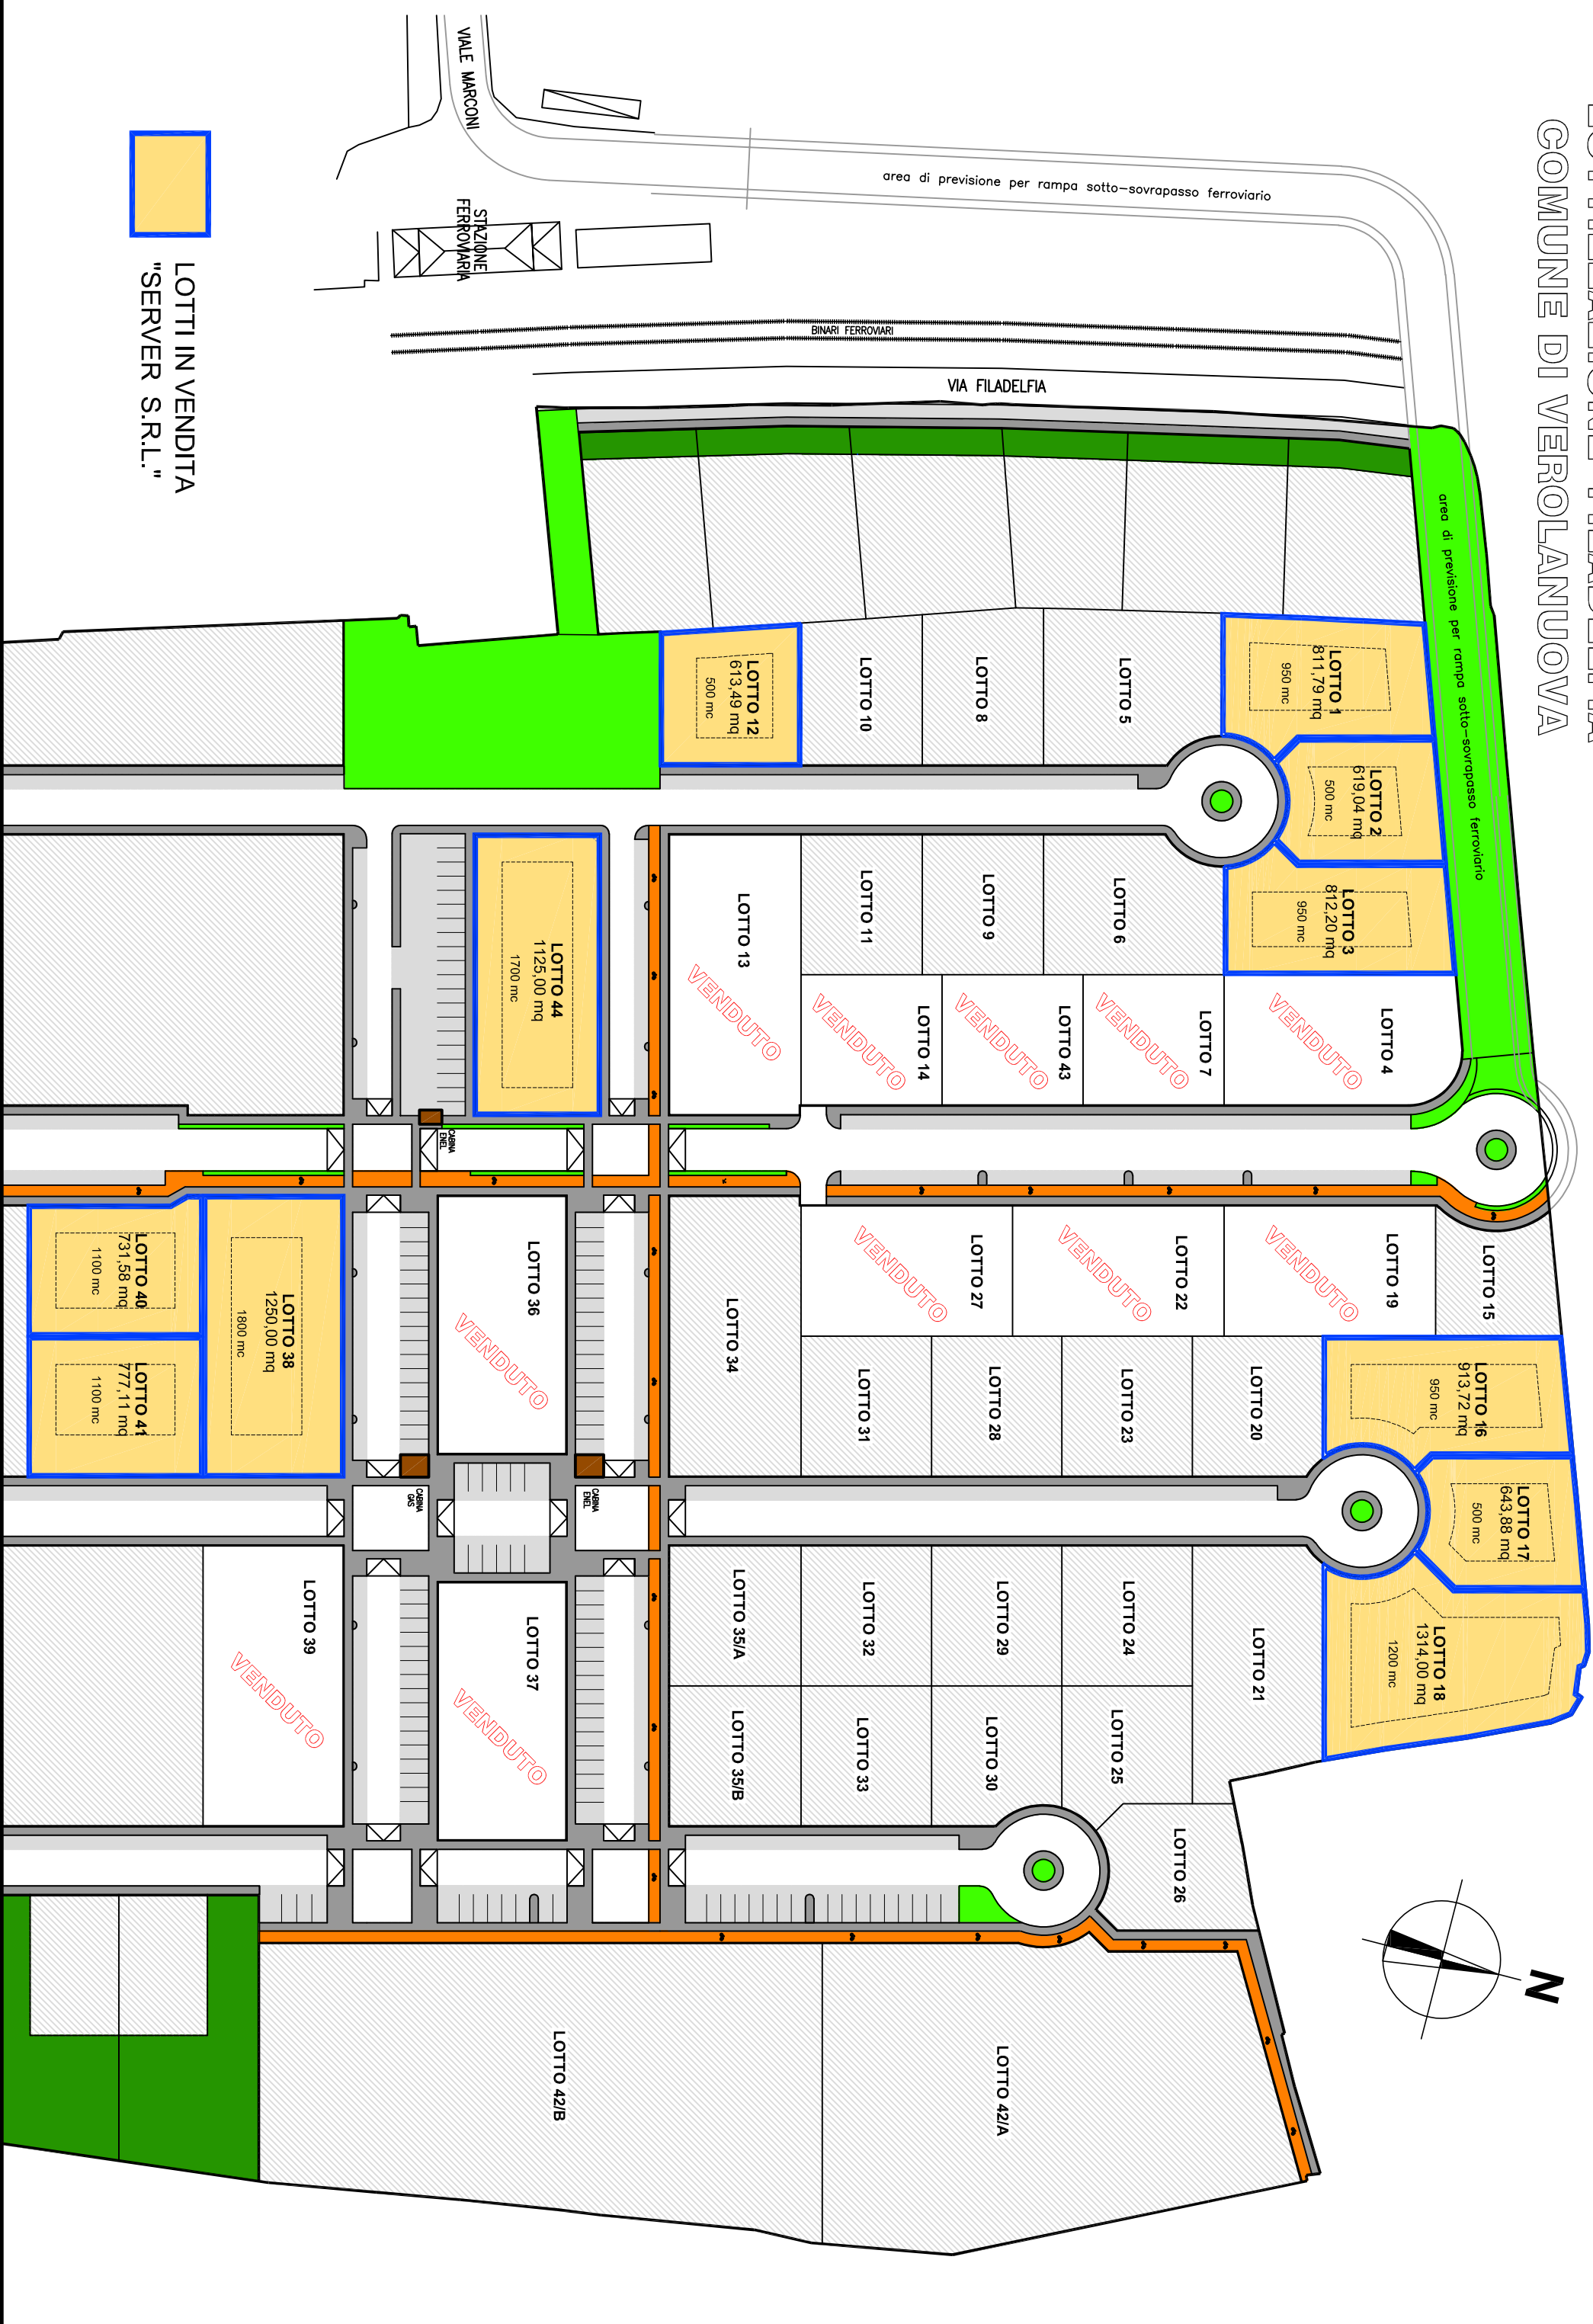 COMUNE DI VEROLANUOVA
VIALE MARCONI
area di previsione per rampa sotto-sovrapasso ferroviario
STAZIONE
FERROVIARIA
BINARI FERROVIARI
VIA FILADELFIA
area di previsione per rampa sotto-sovrapasso ferroviario
LOTTI IN VENDITA
"SERVER S.R.L."
LOTTO 1
811,79 mq
950 mc
LOTTO 2
619,04 mq
500 mc
LOTTO 3
812,20 mq
950 mc
LOTTO 4
VENDUTO
LOTTO 5
LOTTO 6
LOTTO 7
VENDUTO
LOTTO 8
LOTTO 9
LOTTO 43
VENDUTO
LOTTO 10
LOTTO 11
LOTTO 14
VENDUTO
LOTTO 12
613,49 mq
500 mc
LOTTO 13
VENDUTO
LOTTO 44
1125,00 mq
1700 mc
CABINA
ENEL
LOTTO 15
LOTTO 16
913,72 mq
950 mc
LOTTO 17
643,88 mq
500 mc
LOTTO 18
1314,00 mq
1200 mc
LOTTO 19
VENDUTO
LOTTO 20
LOTTO 21
LOTTO 22
VENDUTO
LOTTO 23
LOTTO 24
LOTTO 25
LOTTO 26
LOTTO 27
VENDUTO
LOTTO 28
LOTTO 29
LOTTO 30
LOTTO 31
LOTTO 32
LOTTO 33
LOTTO 34
LOTTO 35/A
LOTTO 35/B
LOTTO 36
VENDUTO
CABINA
ENEL
CABINA
GAS
LOTTO 37
VENDUTO
LOTTO 38
1250,00 mq
1800 mc
LOTTO 39
VENDUTO
LOTTO 40
731,58 mq
1100 mc
LOTTO 41
777,11 mq
1100 mc
LOTTO 42/A
LOTTO 42/B
N